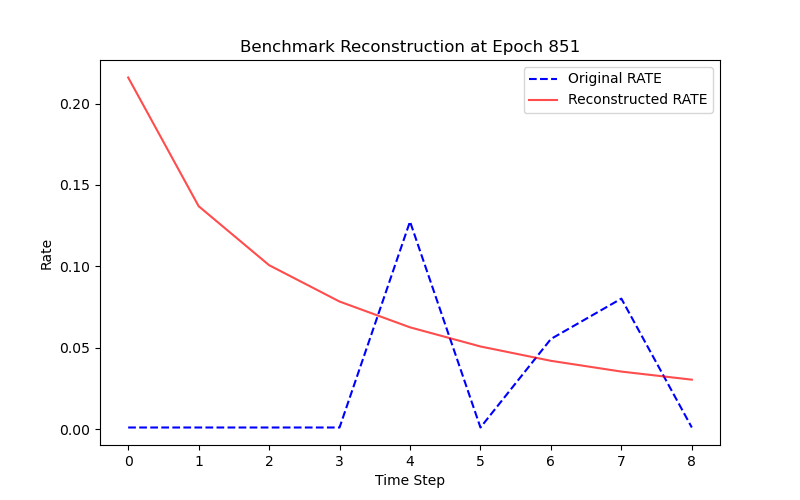 Benchmark Reconstruction at Epoch 851
Original RATE
Reconstructed RATE
Rate
0.20
0.15
0.10
0.05
0.00
0 1 2 3 4 5 6 7 8
Time Step